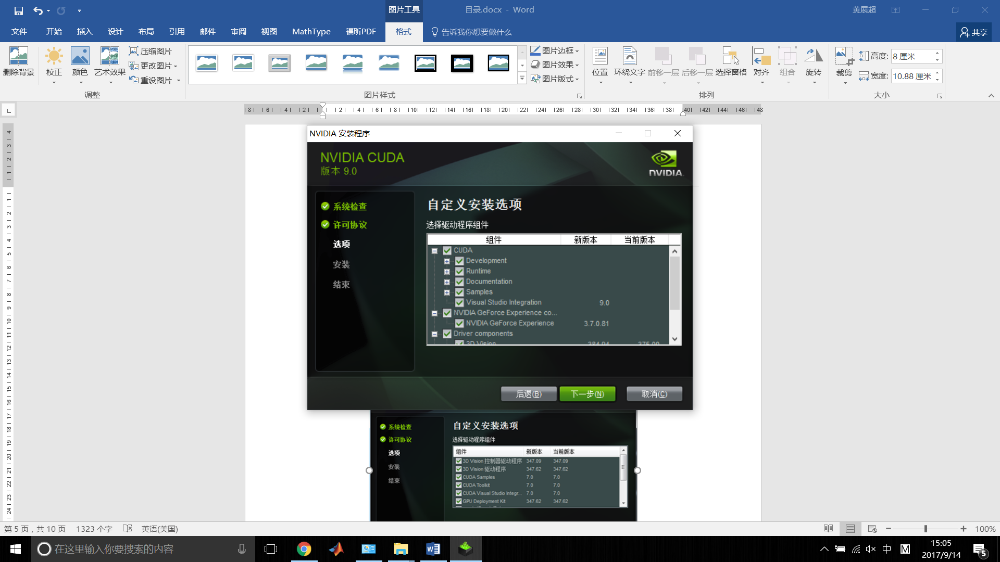 图片工具
目录.docx - Word
黄展超
文件 开始 插入 设计 布局 引用 邮件 审阅 视图 MathType 福昕PDF 格式 告诉我你想要做什么 共享
删除背景 校正 颜色 艺术效果
压缩图片
更改图片
重设图片
图片边框
图片效果
图片版式
位置 环绕文字 前移一层 后移一层 选择窗格 对齐 组合 旋转 裁剪
高度: 8 厘米
宽度: 10.88 厘米
调整 图片样式 排列 大小
NVIDIA 安装程序
NVIDIA CUDA
版本 9.0
NVIDIA
系统检查
许可协议
选项
安装
结束
自定义安装选项
选择驱动程序组件
组件 新版本 当前版本
CUDA
Development
Runtime
Documentation
Samples
Visual Studio Integration 9.0
NVIDIA GeForce Experience co...
NVIDIA GeForce Experience 3.7.0.81
Driver components
3D Vision 384.94 375.00
后退(B) 下一步(N) 取消(C)
系统检查
许可协议
选项
安装
结束
自定义安装选项
选择驱动程序组件
组件 新版本 当前版本
3D Vision 控制器驱动程序 347.09 347.09
3D Vision 驱动程序 347.62 347.62
CUDA Samples 7.0 7.0
CUDA Toolkit 7.0 7.0
CUDA Visual Studio Integr... 7.0 7.0
GPU Deployment Kit 347.62 347.62
第 5 页，共 10 页 1323 个字 英语(美国) 100%
在这里输入你要搜索的内容
中 M
15:05
2017/9/14
5